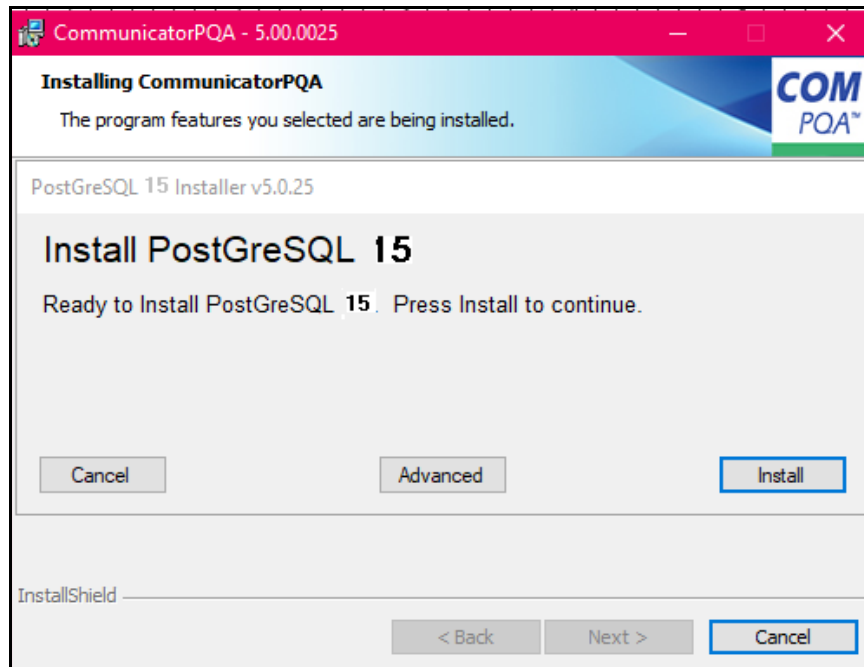 CommunicatorPQA - 5.00.0025
Installing CommunicatorPQA
The program features you selected are being installed.
COM
PQA™
PostGreSQL 15 Installer v5.0.25
Install PostGreSQL 15
Ready to Install PostGreSQL 15. Press Install to continue.
Cancel Advanced Install
InstallShield
< Back Next > Cancel